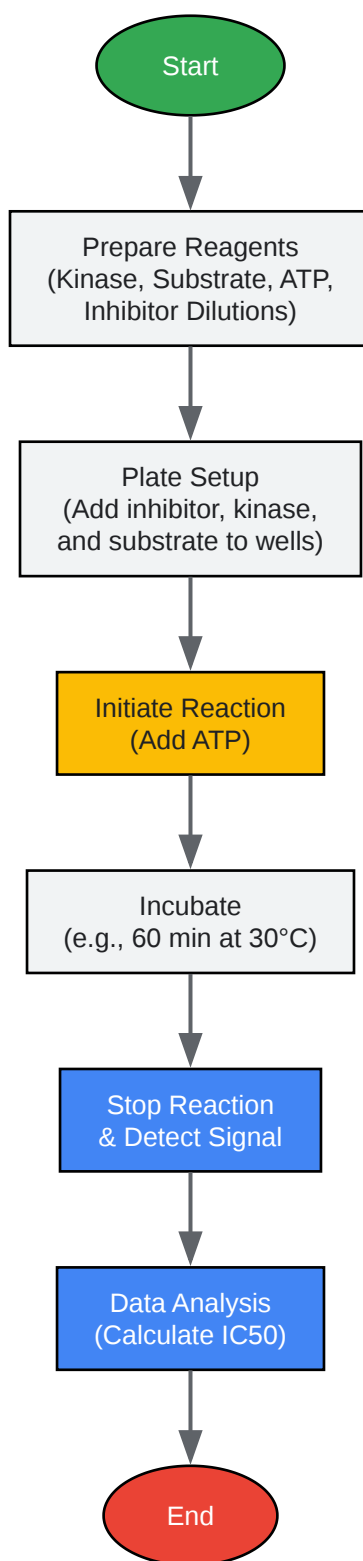 Start
Prepare Reagents
(Kinase, Substrate, ATP,
Inhibitor Dilutions)
Plate Setup
(Add inhibitor, kinase,
and substrate to wells)
Initiate Reaction
(Add ATP)
Incubate
(e.g., 60 min at 30°C)
Stop Reaction
& Detect Signal
Data Analysis
(Calculate IC50)
End